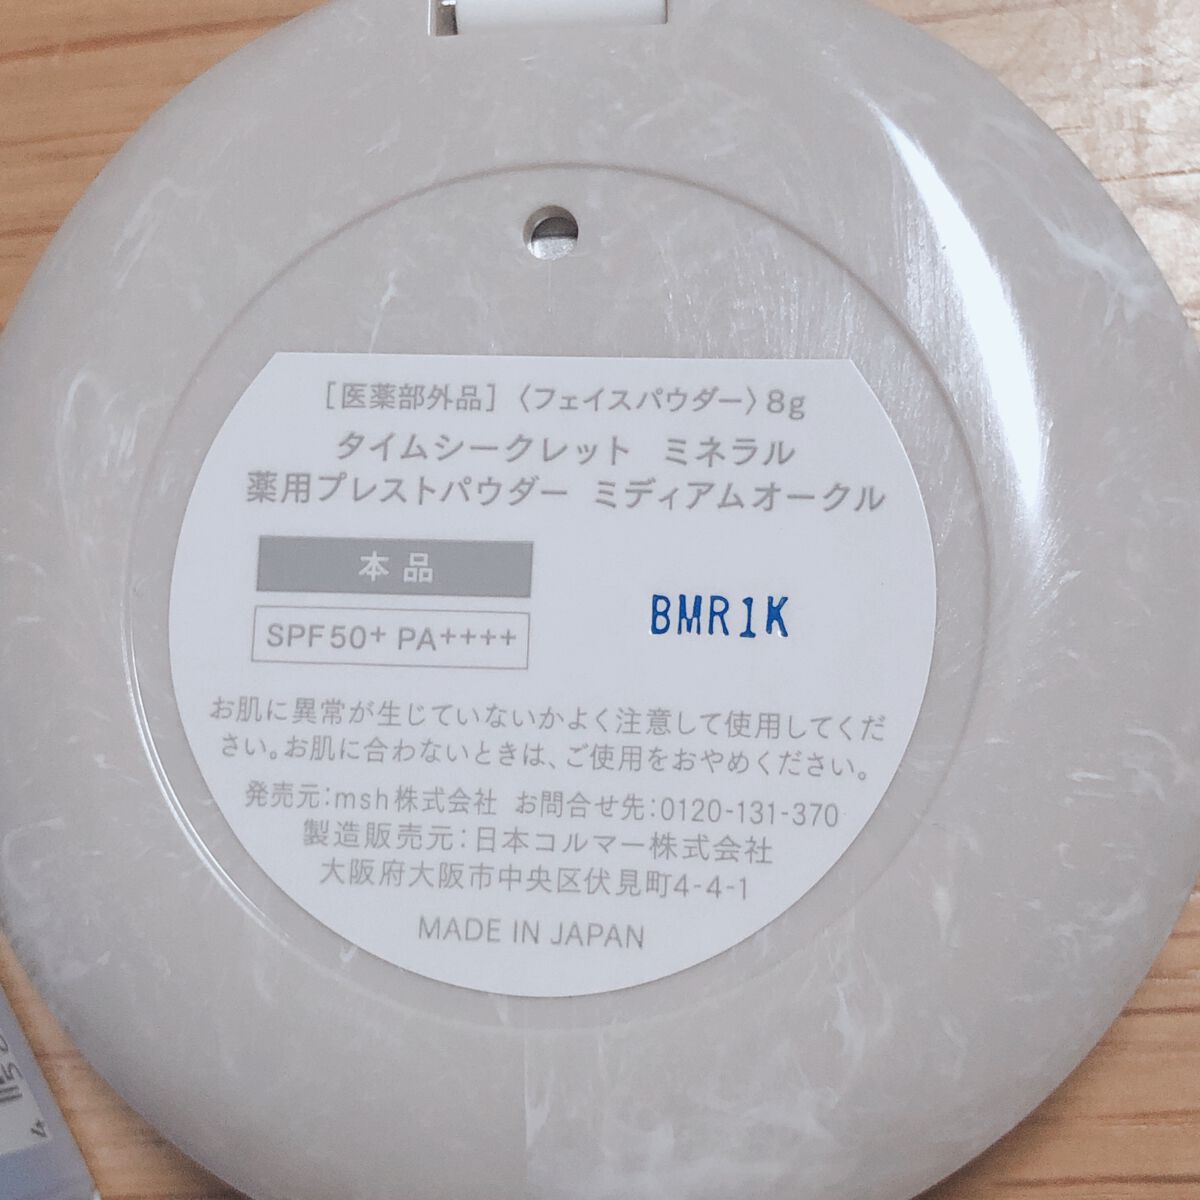 [医薬部外品]〈フェイスパウダー〉8g
タイムシークレット ミネラル
薬用プレストパウダー ミディアムオークル
本品
SPF50+ PA++++
BMR1K
お肌に異常が生じていないかよく注意して使用してくだ
さい。お肌に合わないときは、ご使用をおやめください。
発売元:msh株式会社 お問合せ先:0120-131-370
製造販売元:日本コルマー株式会社
大阪府大阪市中央区伏見町4-4-1
MADE IN JAPAN